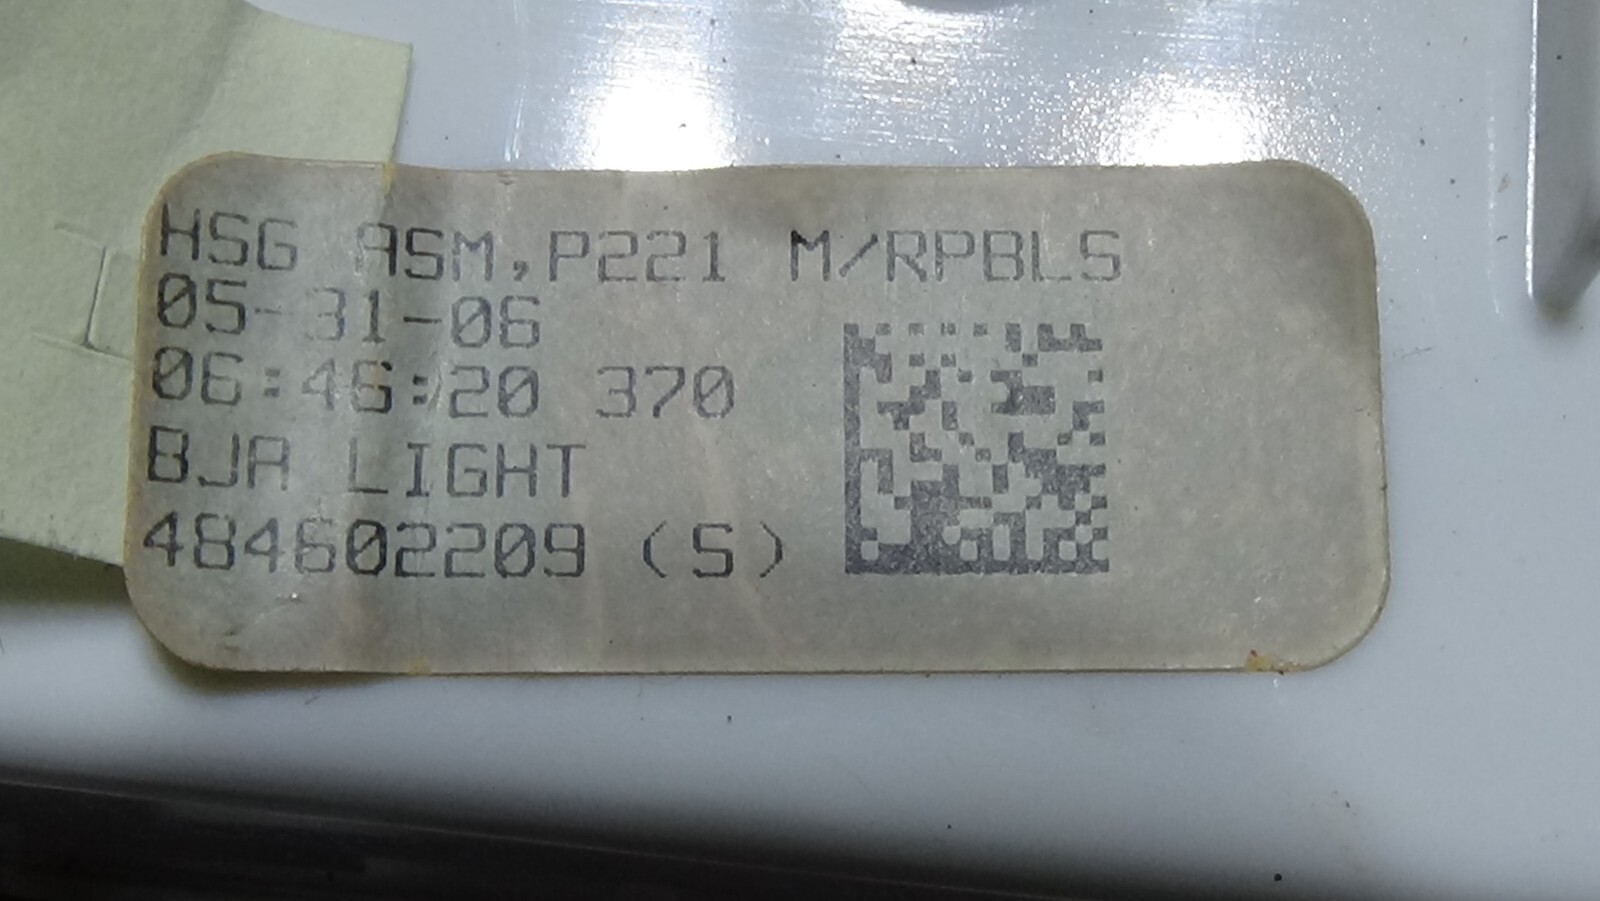 HSG ASM,P221 M/RPBLS
05-31-06
06:46:20 370
BJA LIGHT
484602209 (S)